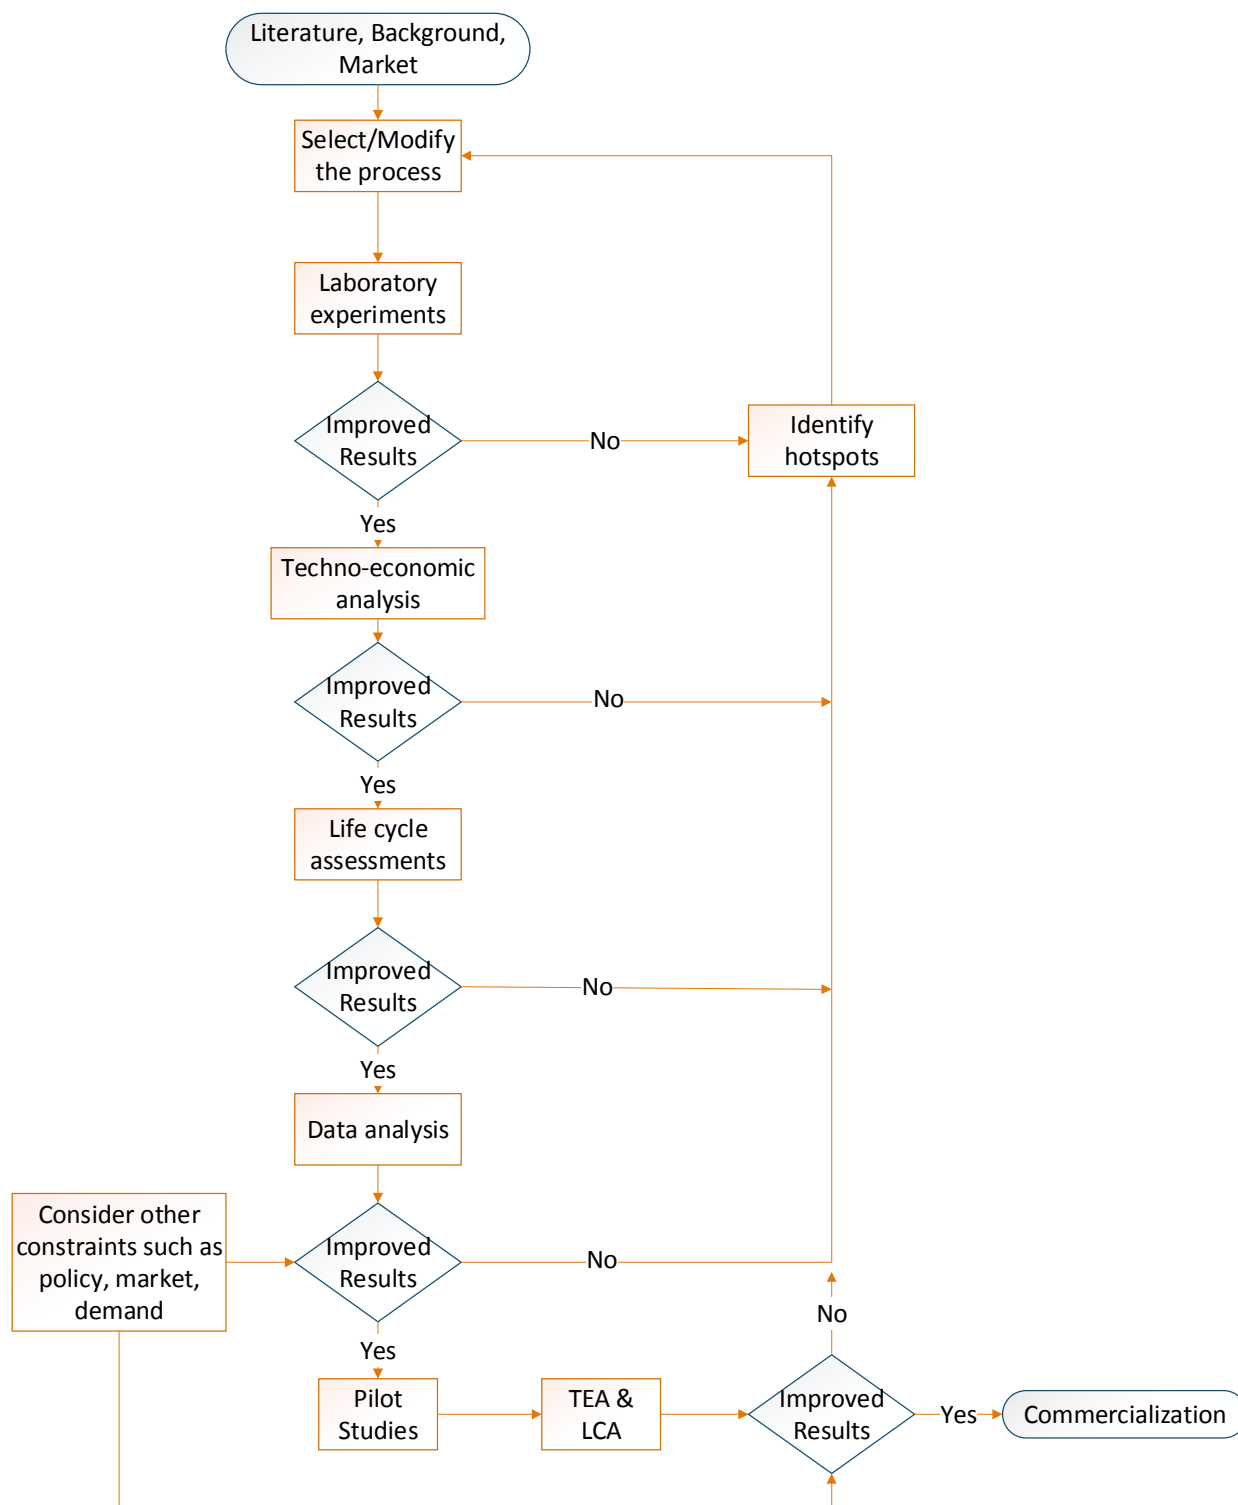 Literature, Background,
Market
Select/Modify
the process
Laboratory
experiments
Improved
Results
No
Identify
hotspots
Yes
Techno-economic
analysis
Improved
Results
No
Yes
Life cycle
assessments
Improved
Results
No
Yes
Data analysis
Consider other
constraints such as
policy, market,
demand
Improved
Results
No
No
Yes
Pilot
Studies
TEA &
LCA
Improved
Results
Yes
Commercialization